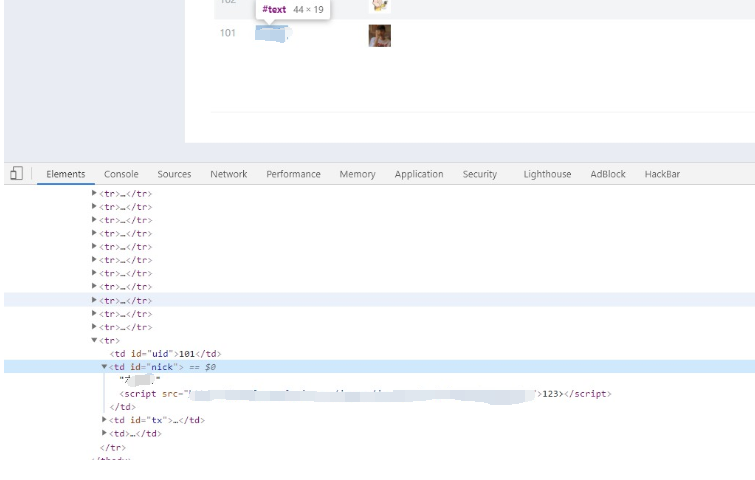 102
#text 44 × 19
101
Elements Console Sources Network Performance Memory Application Security Lighthouse AdBlock HackBar
▶<tr>…</tr>
▶<tr>…</tr>
▶<tr>…</tr>
▶<tr>…</tr>
▶<tr>…</tr>
▶<tr>…</tr>
▶<tr>…</tr>
▶<tr>…</tr>
▶<tr>…</tr>
▶<tr>…</tr>
▶<tr>…</tr>
▼<tr>
<td id="uid">101</td>
▼<td id="nick"> == $0
" "
<script src=" ">123></script>
</td>
▶<td id="tx">…</td>
▶<td>…</td>
</tr>
</tbody>